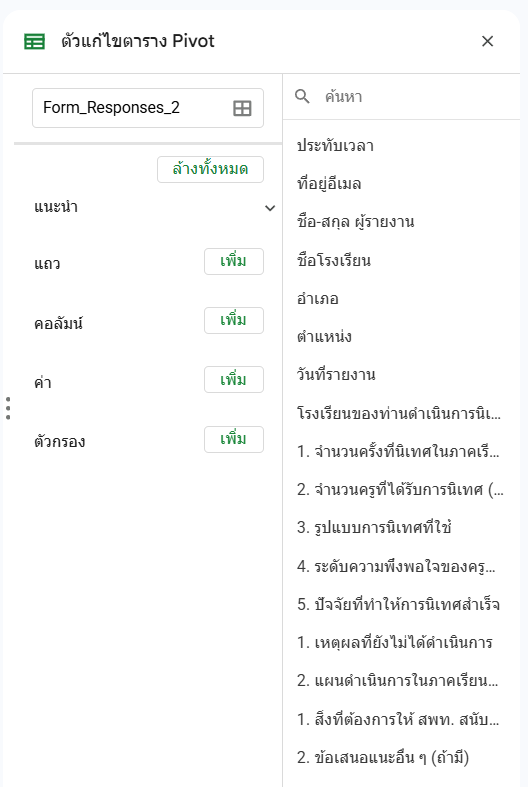 ตัวแก้ไขตาราง Pivot
Form_Responses_2
ล้างทั้งหมด
แนะนำ
แถว
เพิ่ม
คอลัมน์
เพิ่ม
ค่า
เพิ่ม
ตัวกรอง
เพิ่ม
ค้นหา
ประทับเวลา
ที่อยู่อีเมล
ชื่อ-สกุล ผู้รายงาน
ชื่อโรงเรียน
อำเภอ
ตำแหน่ง
วันที่รายงาน
โรงเรียนของท่านดำเนินการนิเ...
1. จำนวนครั้งที่นิเทศในภาคเรี...
2. จำนวนครูที่ได้รับการนิเทศ (...
3. รูปแบบการนิเทศที่ใช้
4. ระดับความพึงพอใจของครู...
5. ปัจจัยที่ทำให้การนิเทศสำเร็จ
1. เหตุผลที่ยังไม่ได้ดำเนินการ
2. แผนดำเนินการในภาคเรียน...
1. สิ่งที่ต้องการให้ สพท. สนับ...
2. ข้อเสนอแนะอื่น ๆ (ถ้ามี)